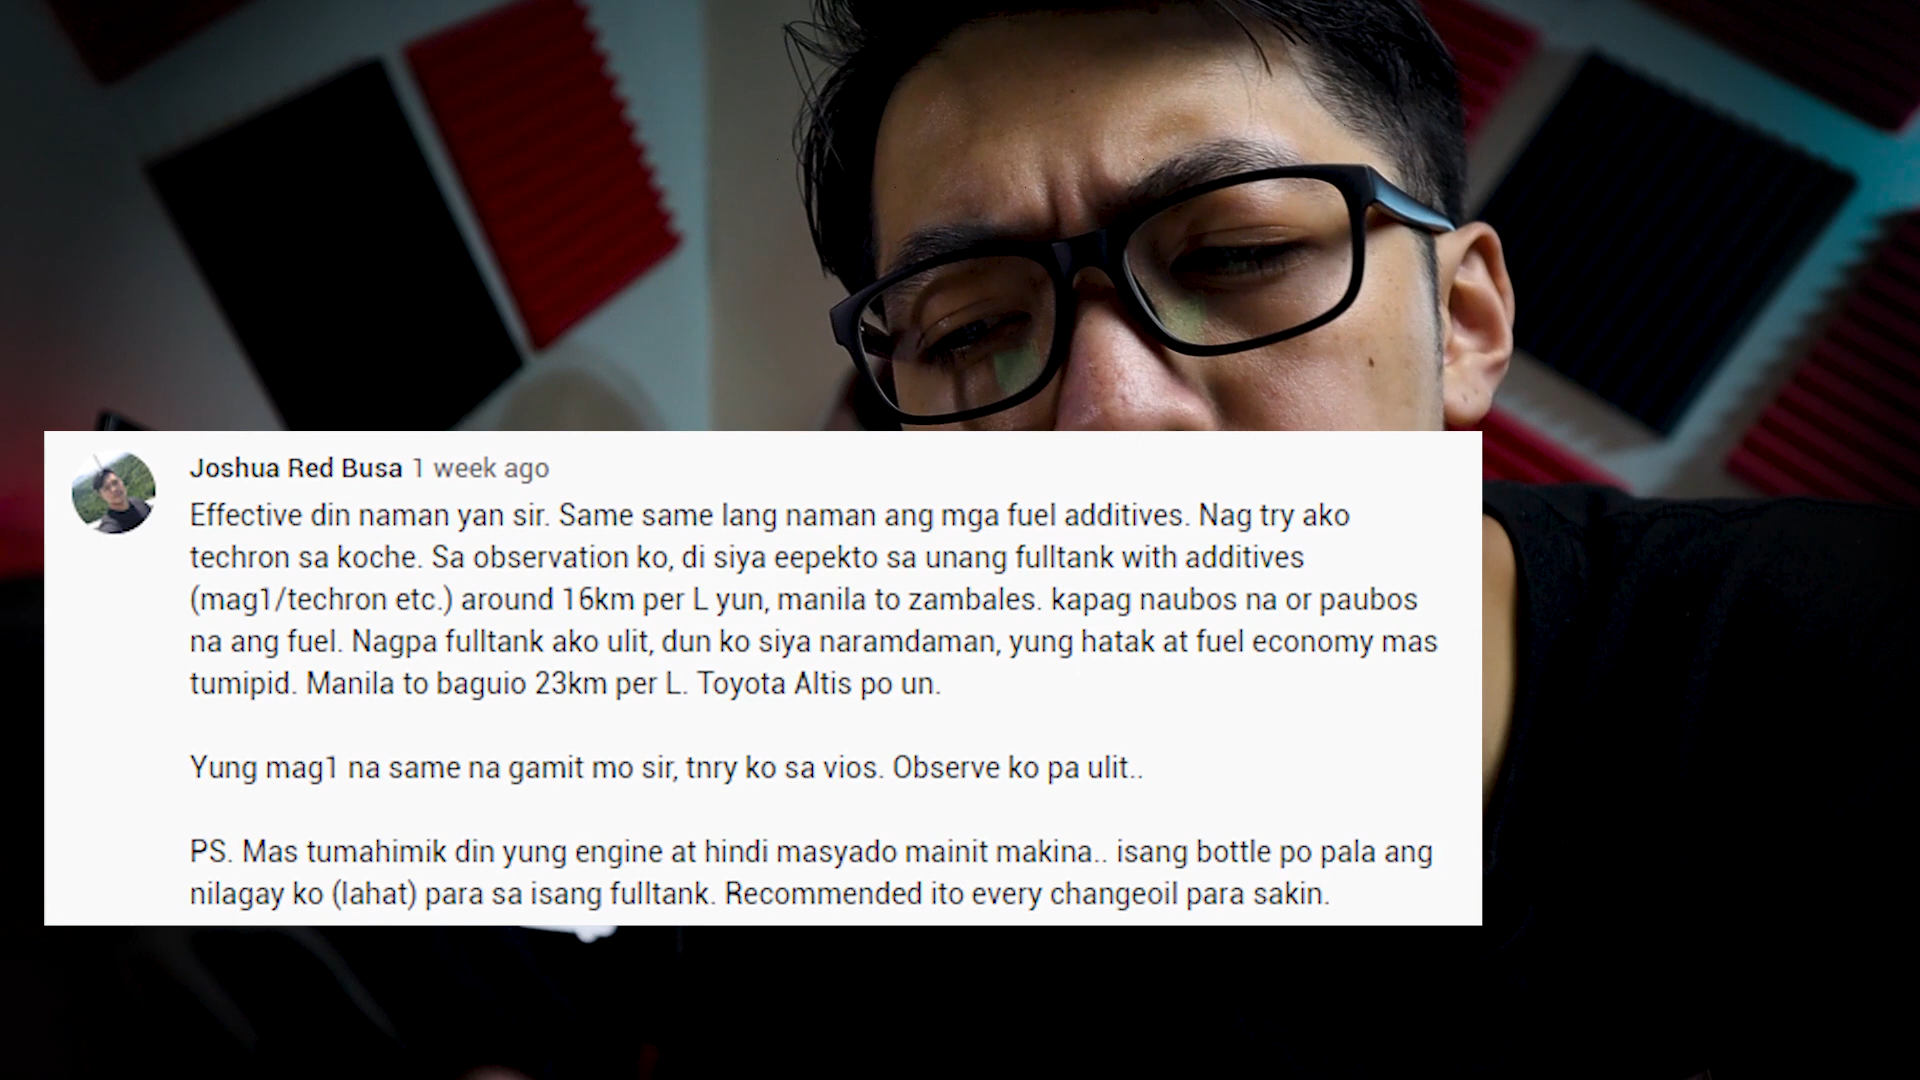 Joshua Red Busa 1 week ago
Effective din naman yan sir. Same same lang naman ang mga fuel additives. Nag try ako
techron sa koche. Sa observation ko, di siya eepekto sa unang fulltank with additives
(mag1/techron etc.) around 16km per L yun, manila to zambales. kapag naubos na or paubos
na ang fuel. Nagpa fulltank ako ulit, dun ko siya naramdaman, yung hatak at fuel economy mas
tumipid. Manila to baguio 23km per L. Toyota Altis po un.
Yung mag1 na same na gamit mo sir, tnry ko sa vios. Observe ko pa ulit..
PS. Mas tumahimik din yung engine at hindi masyado mainit makina.. isang bottle po pala ang
nilagay ko (lahat) para sa isang fulltank. Recommended ito every changeoil para sakin.